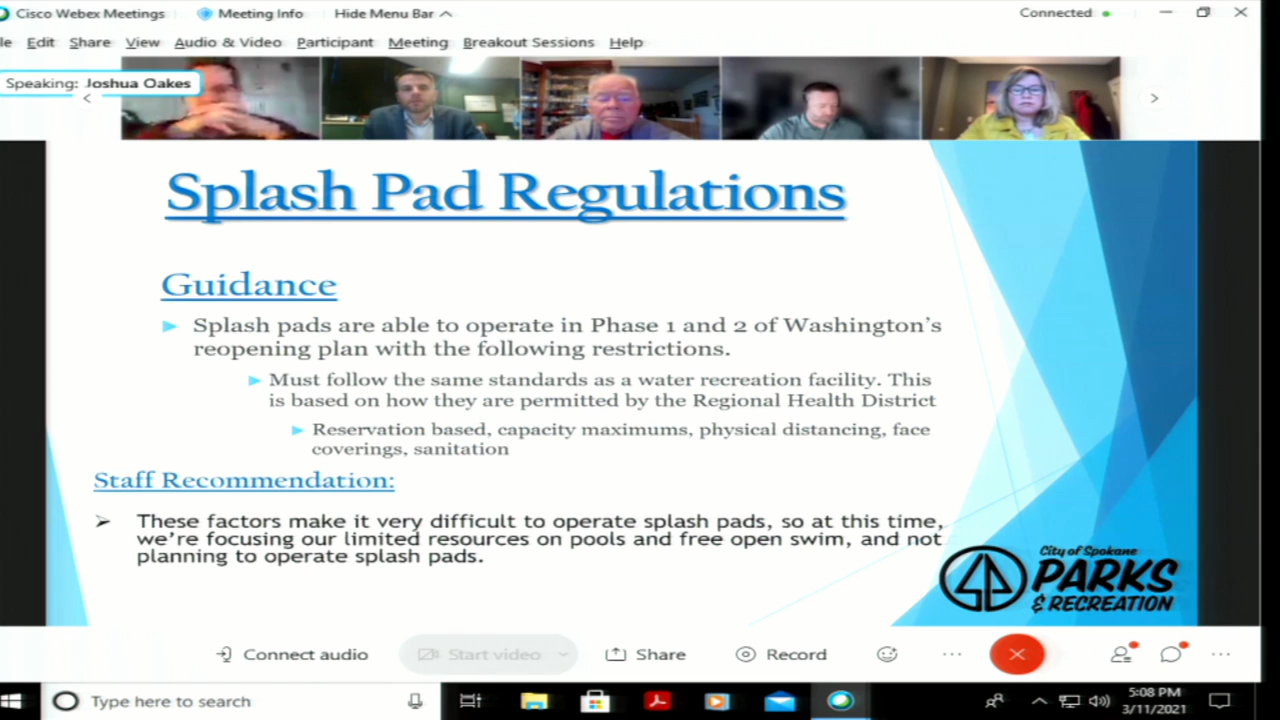 Cisco Webex Meetings Meeting Info Hide Menu Bar Connected
le Edit Share View Audio & Video Participant Meeting Breakout Sessions Help
Speaking: Joshua Oakes
Splash Pad Regulations
Guidance
Splash pads are able to operate in Phase 1 and 2 of Washington's
reopening plan with the following restrictions.
Must follow the same standards as a water recreation facility. This
is based on how they are permitted by the Regional Health District
Reservation based, capacity maximums, physical distancing, face
coverings, sanitation
Staff Recommendation:
These factors make it very difficult to operate splash pads, so at this time,
we're focusing our limited resources on pools and free open swim, and not
planning to operate splash pads.
City of Spokane
PARKS
& RECREATION
Connect audio Start video Share Record
Type here to search
5:08 PM
3/11/2021